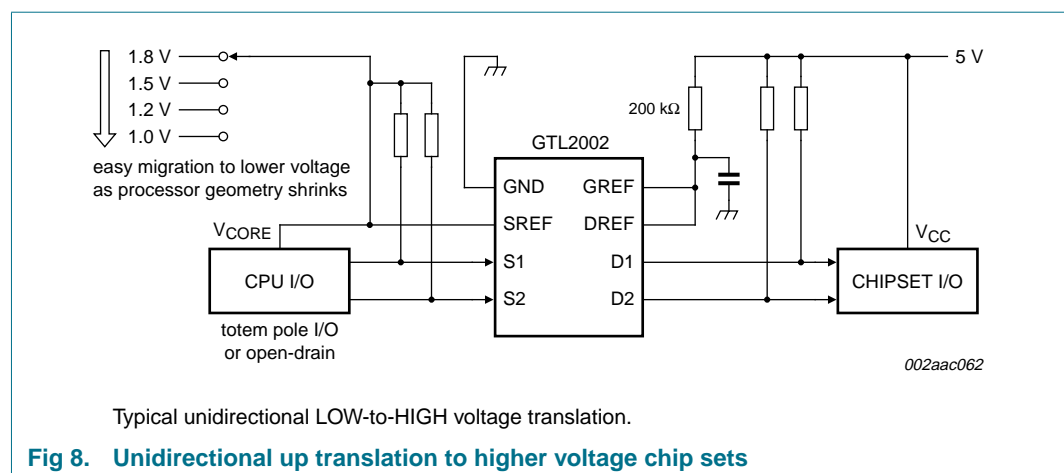 1.8 V
5 V
1.5 V
1.2 V
200 kΩ
1.0 V
GTL2002
easy migration to lower voltage
as processor geometry shrinks
GND
GREF
SREF
DREF
VCORE
VCC
S1
D1
CPU I/O
CHIPSET I/O
S2
D2
totem pole I/O
or open-drain
002aac062
Typical unidirectional LOW-to-HIGH voltage translation.
Fig 8. Unidirectional up translation to higher voltage chip sets